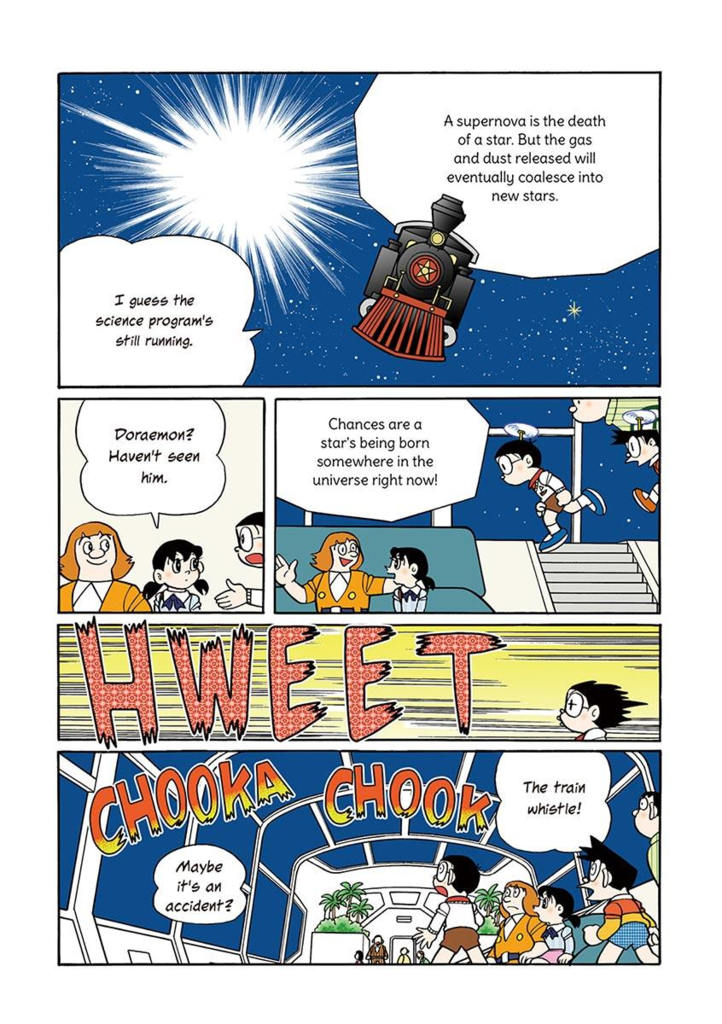 A supernova is the death
of a star. But the gas
and dust released will
eventually coalesce into
new stars.
I guess the
science program's
still running.
Doraemon?
Haven't seen
him.
Chances are a
star's being born
somewhere in the
universe right now!
HWEET
CHOOKA CHOOK
The train
whistle!
Maybe
it's an
accident?